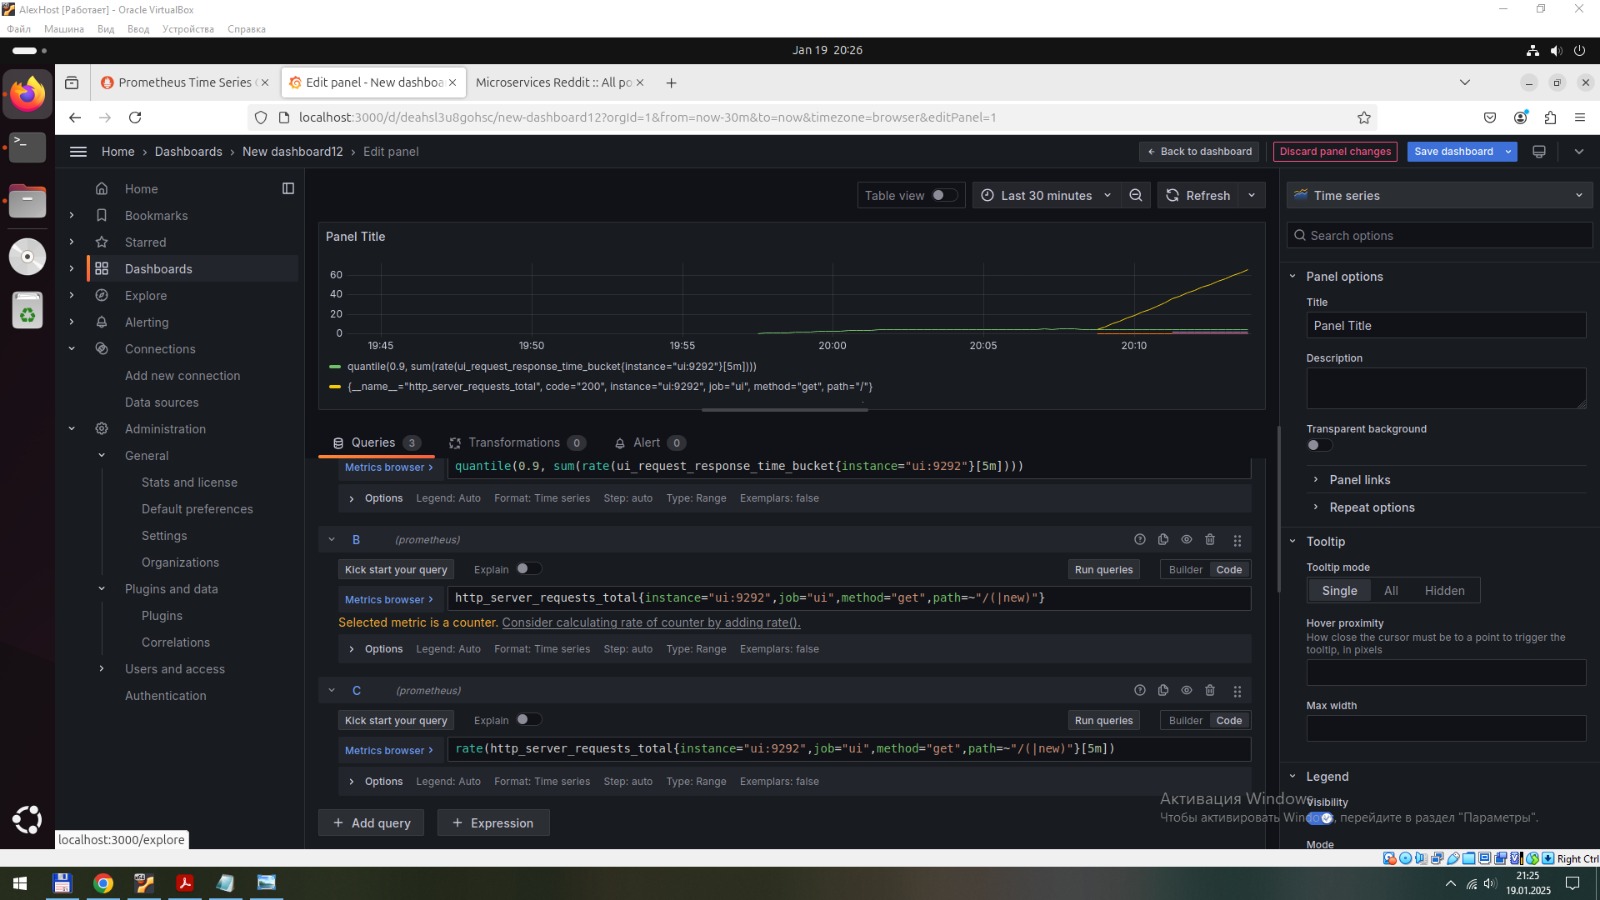 AlexHost [Работает] - Oracle VirtualBox
Файл Машина Вид Ввод Устройства Справка
Jan 19 20:26
Prometheus Time Series
Edit panel - New dashboa
Microservices Reddit :: All po
localhost:3000/d/deahsl3u8gohsc/new-dashboard12?orgId=1&from=now-30m&to=now&timezone=browser&editPanel=1
Home › Dashboards › New dashboard12 › Edit panel
Back to dashboard
Discard panel changes
Save dashboard
Home
Bookmarks
Starred
Dashboards
Explore
Alerting
Connections
Add new connection
Data sources
Administration
General
Stats and license
Default preferences
Settings
Organizations
Plugins and data
Plugins
Correlations
Users and access
Authentication
localhost:3000/explore
Table view
Last 30 minutes
Refresh
Panel Title
60
40
20
0
19:45 19:50 19:55 20:00 20:05 20:10
quantile(0.9, sum(rate(ui_request_response_time_bucket{instance="ui:9292"}[5m])))
{__name__="http_server_requests_total", code="200", instance="ui:9292", job="ui", method="get", path="/"}
Queries 3
Transformations 0
Alert 0
Metrics browser > quantile(0.9, sum(rate(ui_request_response_time_bucket{instance="ui:9292"}[5m])))
Options Legend: Auto Format: Time series Step: auto Type: Range Exemplars: false
B (prometheus)
Kick start your query Explain Run queries Builder Code
Metrics browser > http_server_requests_total{instance="ui:9292",job="ui",method="get",path=~"/(|new)"}
Selected metric is a counter. Consider calculating rate of counter by adding rate().
Options Legend: Auto Format: Time series Step: auto Type: Range Exemplars: false
C (prometheus)
Kick start your query Explain Run queries Builder Code
Metrics browser > rate(http_server_requests_total{instance="ui:9292",job="ui",method="get",path=~"/(|new)"}[5m])
Options Legend: Auto Format: Time series Step: auto Type: Range Exemplars: false
+ Add query
+ Expression
Time series
Search options
Panel options
Title
Panel Title
Description
Transparent background
Panel links
Repeat options
Tooltip
Tooltip mode
Single All Hidden
Hover proximity
How close the cursor must be to a point to trigger the
tooltip, in pixels
Max width
Legend
Visibility
Mode
Активация Windows
Чтобы активировать Windows, перейдите в раздел "Параметры".
Right Ctrl
21:25
19.01.2025